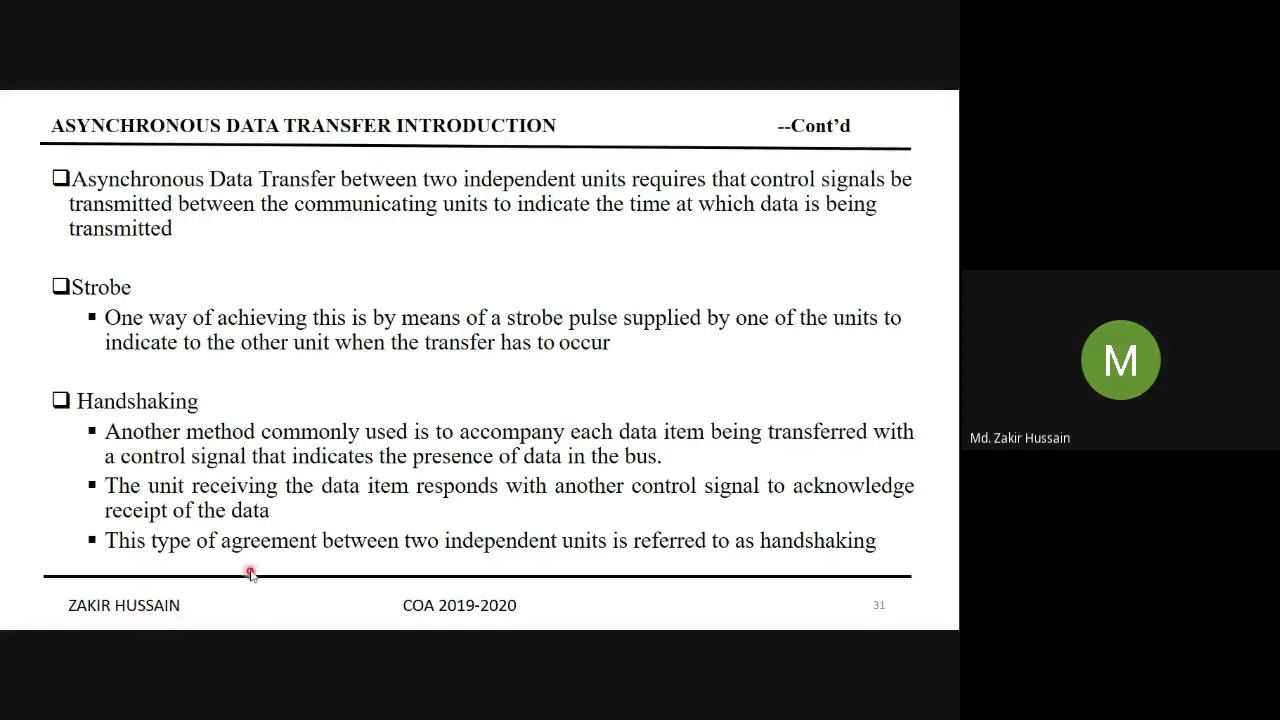 ASYNCHRONOUS DATA TRANSFER INTRODUCTION --Cont'd
❑Asynchronous Data Transfer between two independent units requires that control signals be
transmitted between the communicating units to indicate the time at which data is being
transmitted
❑Strobe
▪ One way of achieving this is by means of a strobe pulse supplied by one of the units to
indicate to the other unit when the transfer has to occur
❑ Handshaking
▪ Another method commonly used is to accompany each data item being transferred with
a control signal that indicates the presence of data in the bus.
▪ The unit receiving the data item responds with another control signal to acknowledge
receipt of the data
▪ This type of agreement between two independent units is referred to as handshaking
ZAKIR HUSSAIN COA 2019-2020 31
M
Md. Zakir Hussain